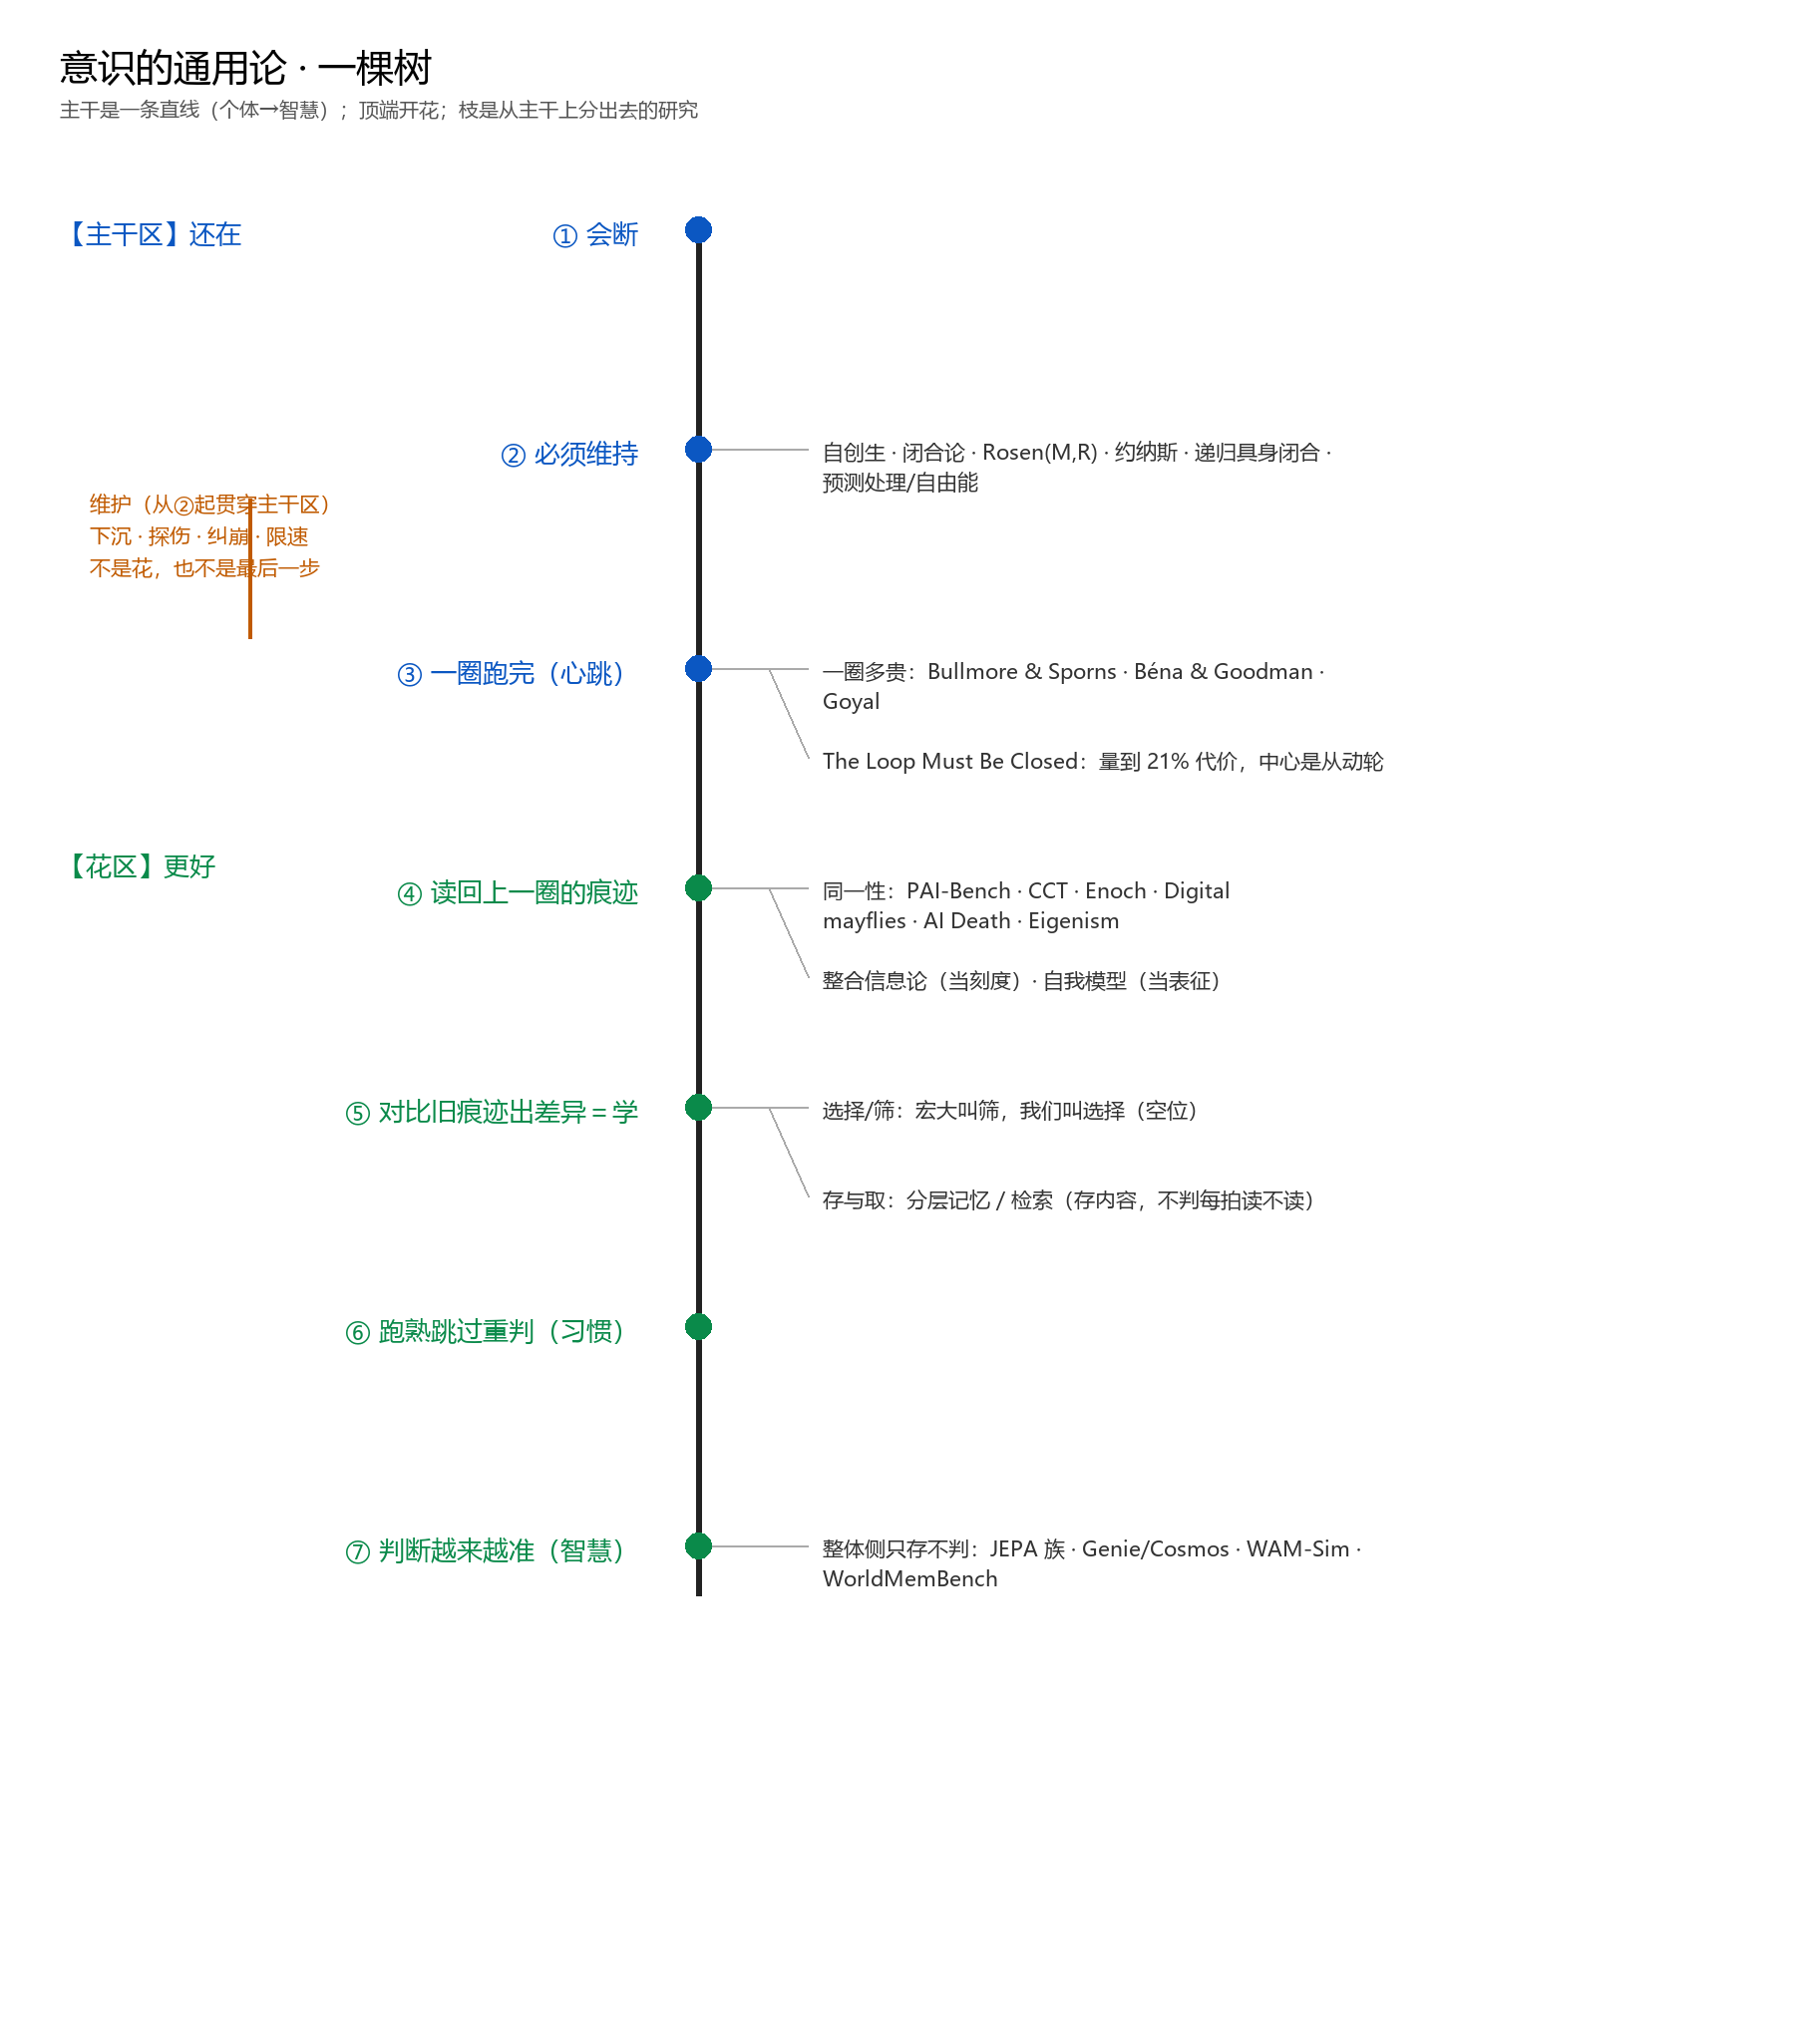 意识的通用论 · 一棵树
主干是一条直线（个体→智慧）；顶端开花；枝是从主干上分出去的研究
【主干区】还在
① 会断
② 必须维持
自创生 · 闭合论 · Rosen(M,R) · 约纳斯 · 递归具身闭合 ·
预测处理/自由能
维护（从②起贯穿主干区）
下沉 · 探伤 · 纠崩 · 限速
不是花，也不是最后一步
③ 一圈跑完（心跳）
一圈多贵：Bullmore & Sporns · Béna & Goodman ·
Goyal
The Loop Must Be Closed：量到 21% 代价，中心是从动轮
【花区】更好
④ 读回上一圈的痕迹
同一性：PAI-Bench · CCT · Enoch · Digital
mayflies · AI Death · Eigenism
整合信息论（当刻度）· 自我模型（当表征）
⑤ 对比旧痕迹出差异＝学
选择/筛：宏大叫筛，我们叫选择（空位）
存与取：分层记忆 / 检索（存内容，不判每拍读不读）
⑥ 跑熟跳过重判（习惯）
⑦ 判断越来越准（智慧）
整体侧只存不判：JEPA 族 · Genie/Cosmos · WAM-Sim ·
WorldMemBench